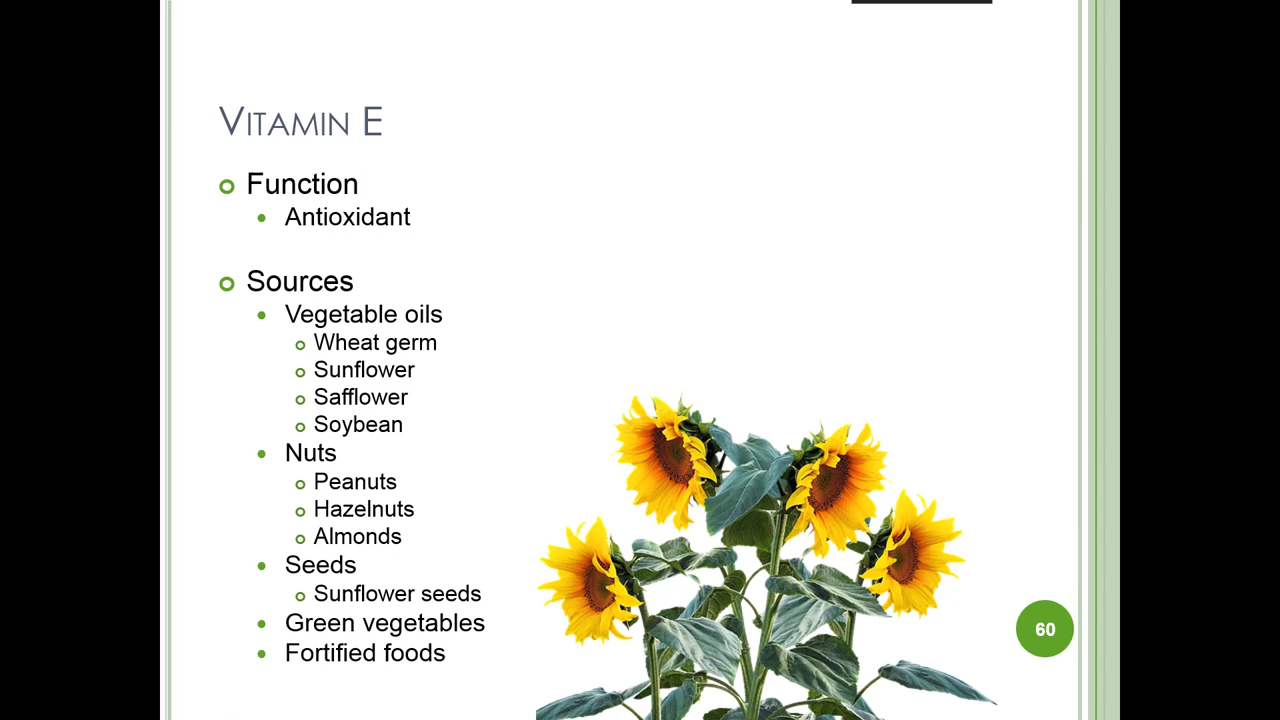 Vitamin E
Function
Antioxidant
Sources
Vegetable oils
Wheat germ
Sunflower
Safflower
Soybean
Nuts
Peanuts
Hazelnuts
Almonds
Seeds
Sunflower seeds
Green vegetables
Fortified foods
60